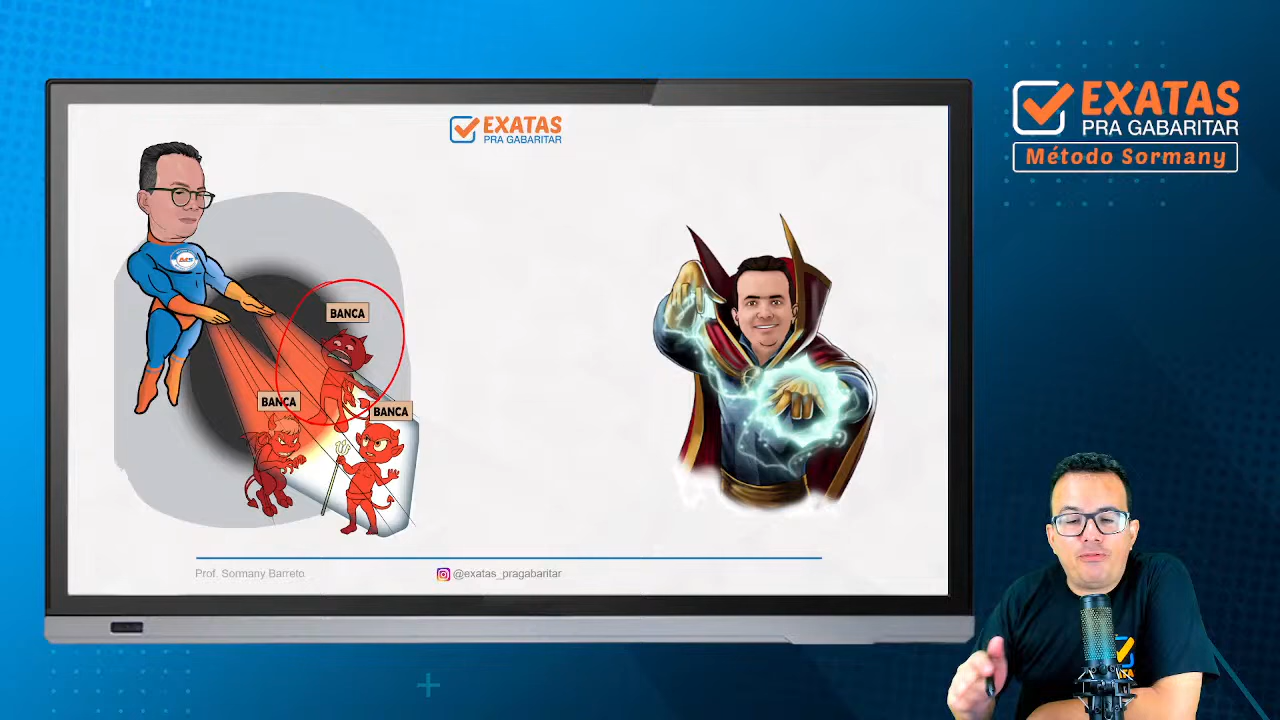 EXATAS
PRA GABARITAR
Método Sormany
EXATAS
PRA GABARITAR
BANCA
BANCA
BANCA
Prof. Sormany Barreto
@exatas_pragabaritar